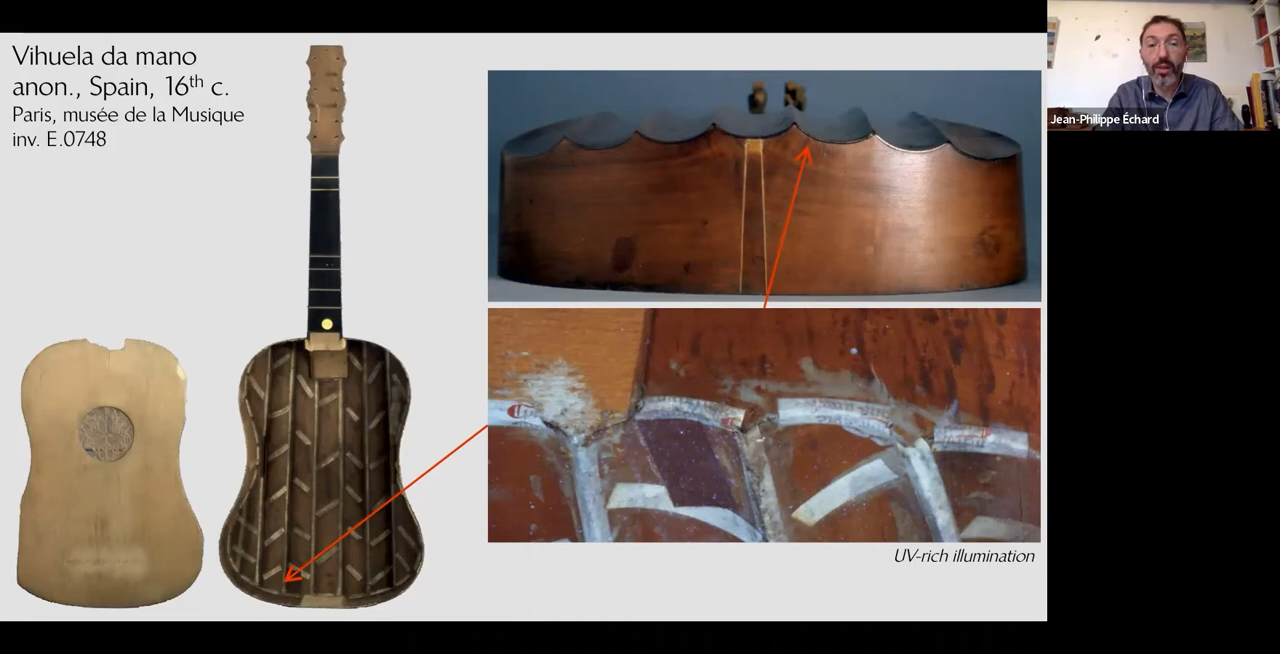 Vihuela da mano
anon., Spain, 16th c.
Paris, musée de la Musique
inv. E.0748
UV-rich illumination
Jean-Philippe Échard